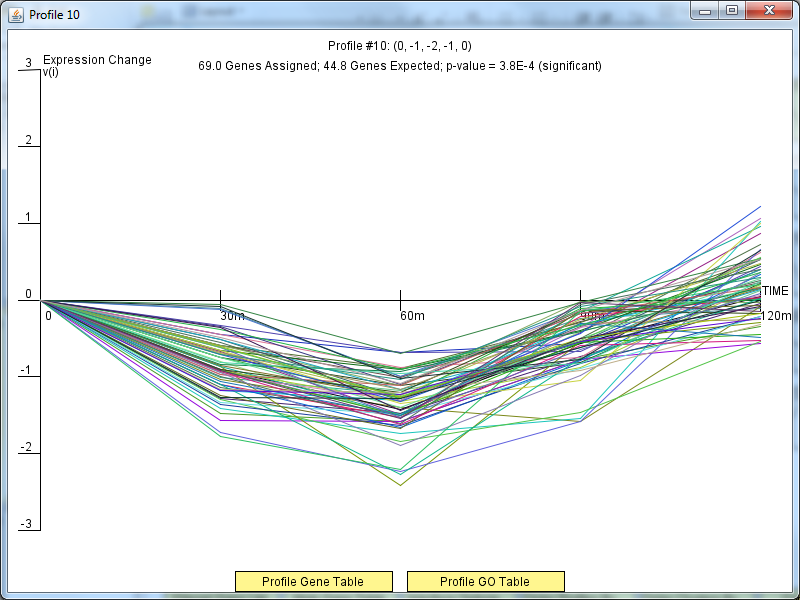 Profile 10
Profile #10: (0, -1, -2, -1, 0)
69.0 Genes Assigned; 44.8 Genes Expected; p-value = 3.8E-4 (significant)
Expression Change
v(i)
3
2
1
0
-1
-2
-3
0
30m
60m
90m
120m
TIME
Profile Gene Table
Profile GO Table